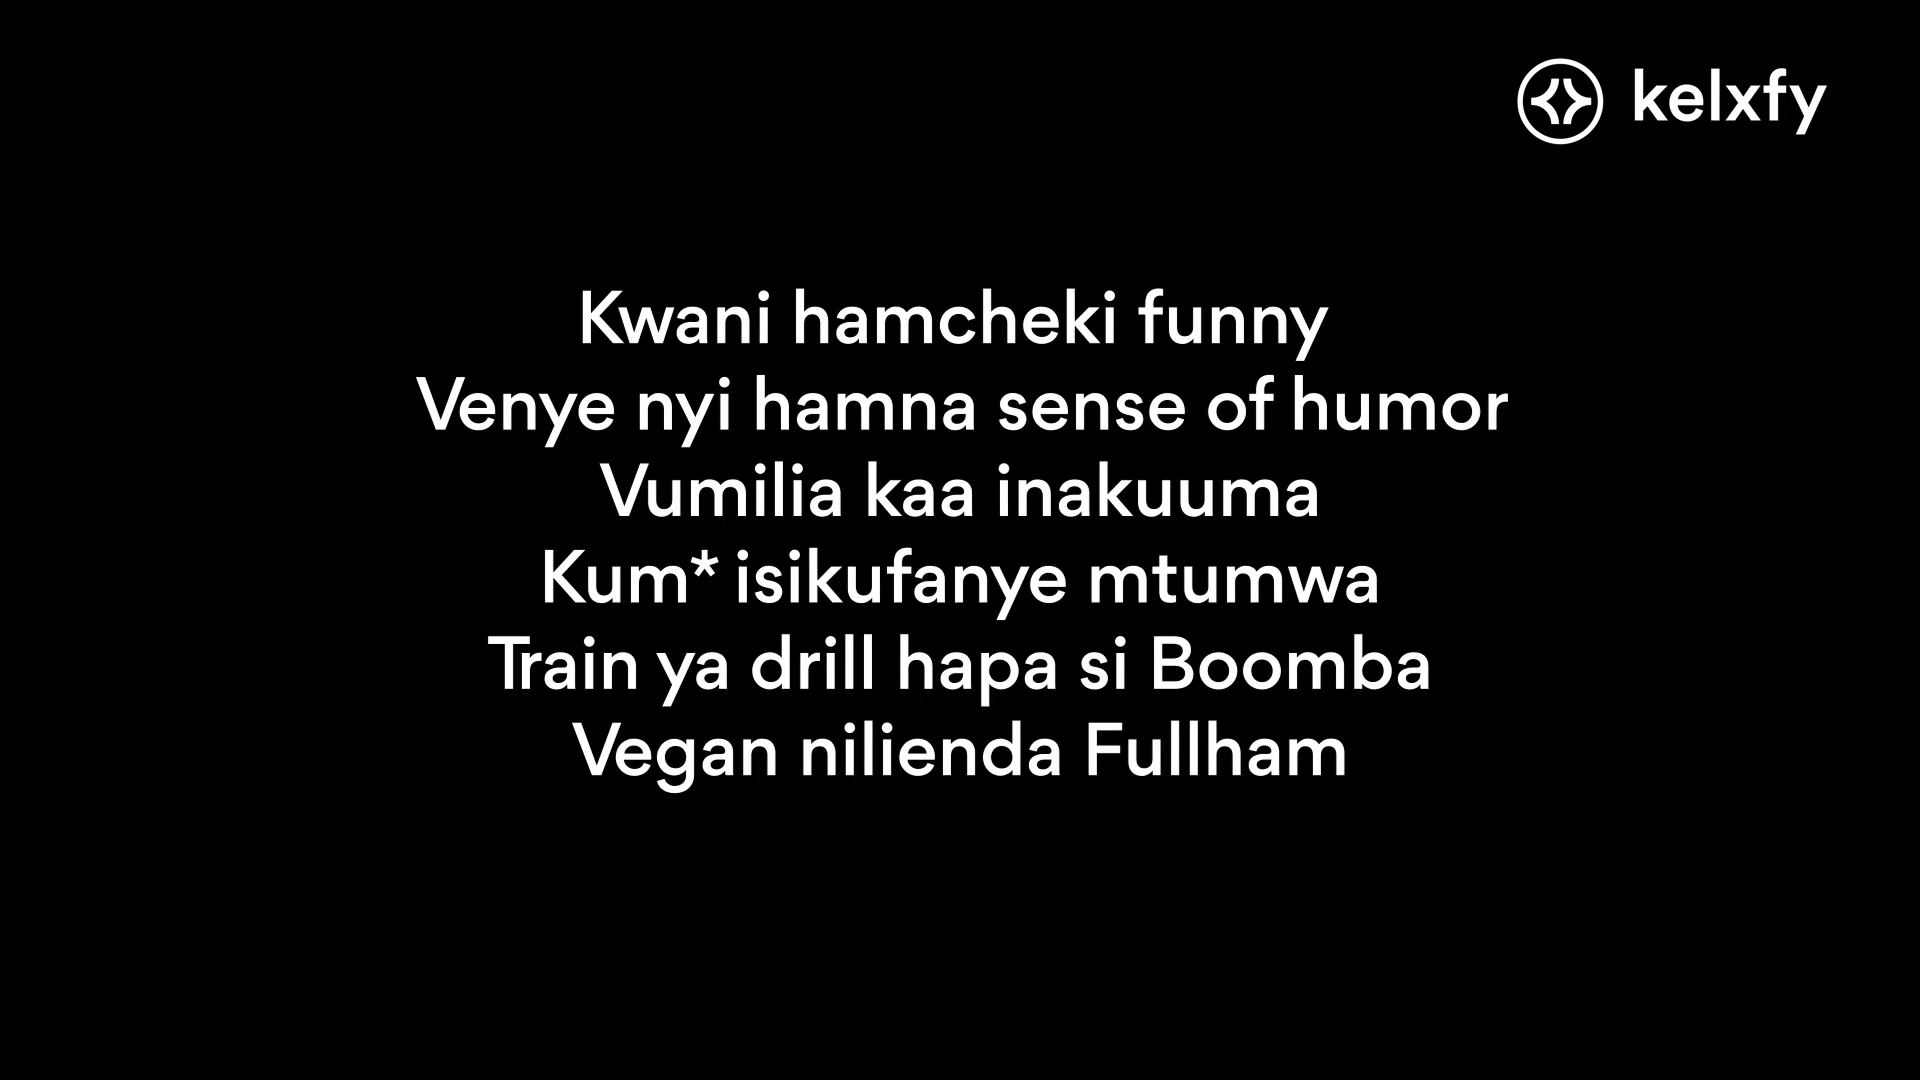 kelxfy
Kwani hamcheki funny
Venye nyi hamna sense of humor
Vumilia kaa inakuuma
Kum* isikufanye mtumwa
Train ya drill hapa si Boomba
Vegan nilienda Fullham